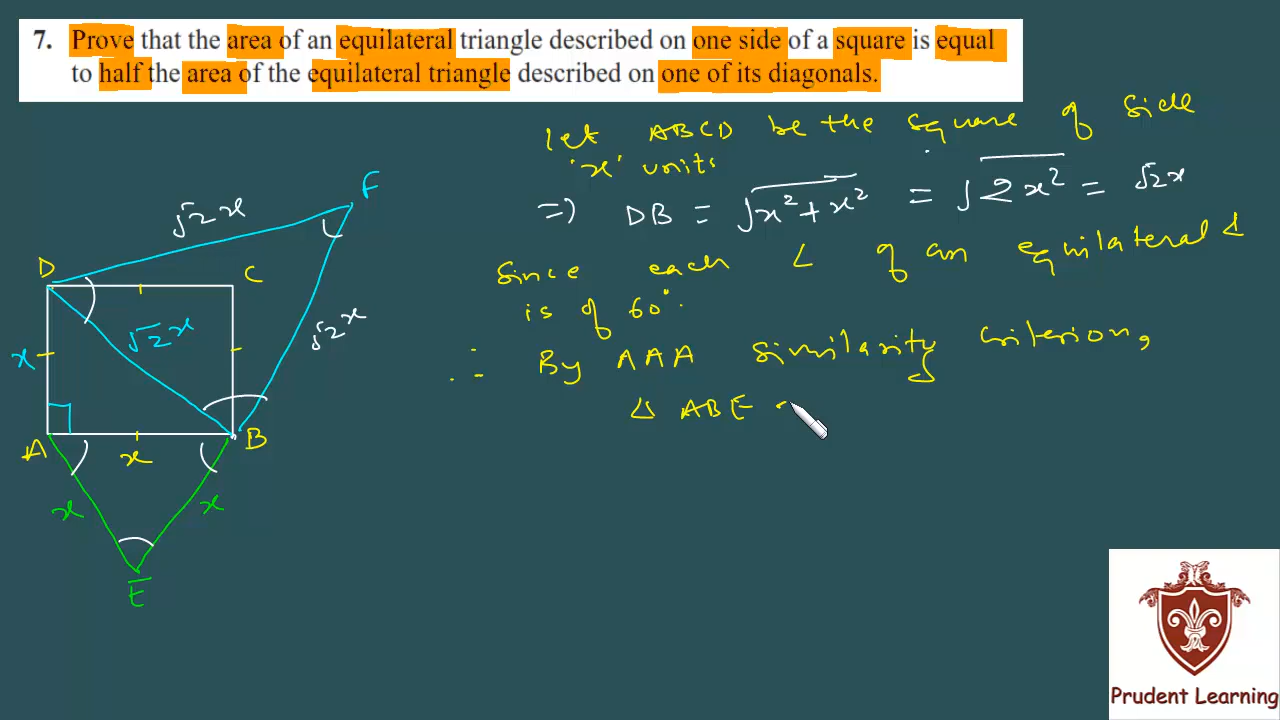 7. Prove that the area of an equilateral triangle described on one side of a square is equal
to half the area of the equilateral triangle described on one of its diagonals.
let ABCD be the square of side
'x' units
=> DB = √x²+x² = √2x² = √2x
Since each ∠ of an equilateral Δ
is of 60°.
∴ By AAA similarity criterion,
Δ ABE
F
√2x
D
C
√2x
√2x
x
A
x
B
x
x
E
Prudent Learning